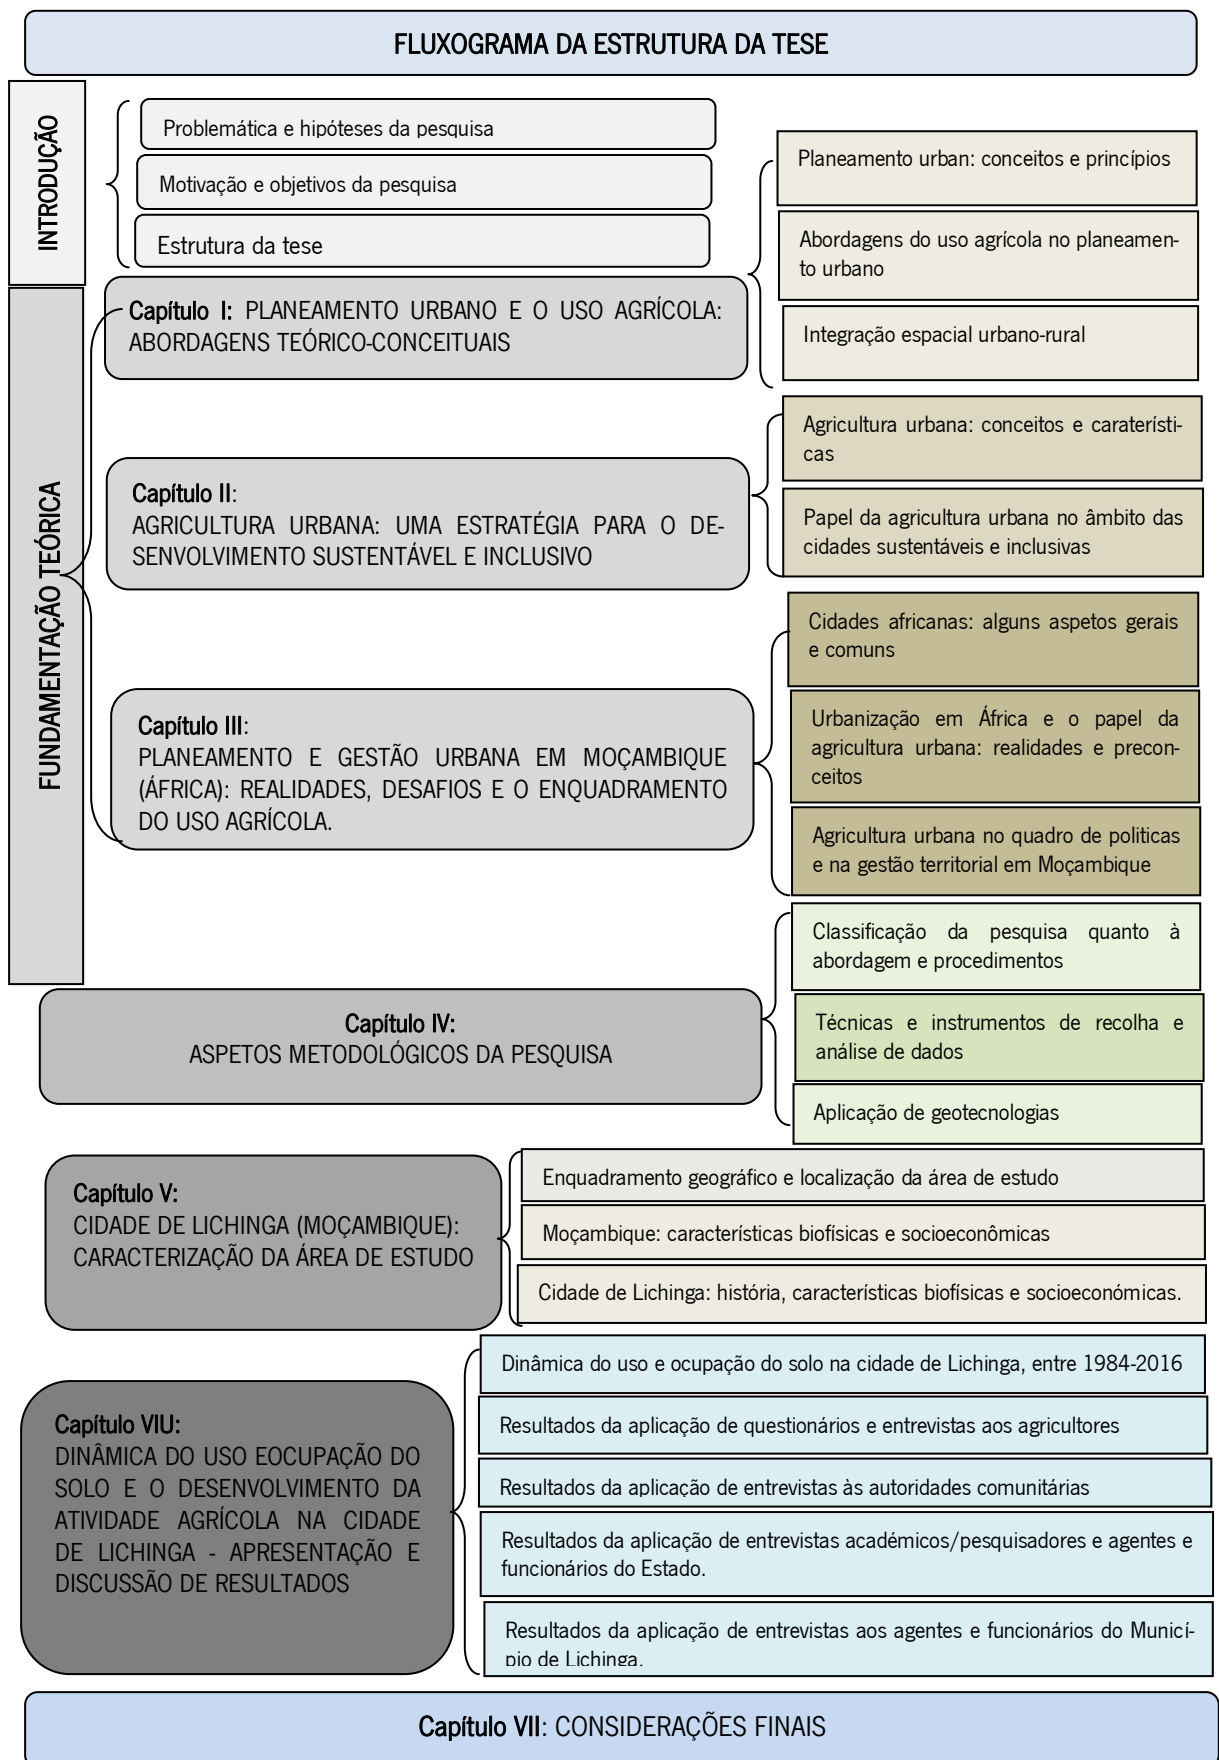 FLUXOGRAMA DA ESTRUTURA DA TESE
INTRODUÇÃO
Problemática e hipóteses da pesquisa
Motivação e objetivos da pesquisa
Estrutura da tese
FUNDAMENTAÇÃO TEÓRICA
Capítulo I: PLANEAMENTO URBANO E O USO AGRÍCOLA:
ABORDAGENS TEÓRICO-CONCEITUAIS
Planeamento urban: conceitos e princípios
Abordagens do uso agrícola no planeamen-
to urbano
Integração espacial urbano-rural
Capítulo II:
AGRICULTURA URBANA: UMA ESTRATÉGIA PARA O DE-
SENVOLVIMENTO SUSTENTÁVEL E INCLUSIVO
Agricultura urbana: conceitos e caraterísti-
cas
Papel da agricultura urbana no âmbito das
cidades sustentáveis e inclusivas
Capítulo III:
PLANEAMENTO E GESTÃO URBANA EM MOÇAMBIQUE
(ÁFRICA): REALIDADES, DESAFIOS E O ENQUADRAMENTO
DO USO AGRÍCOLA.
Cidades africanas: alguns aspetos gerais
e comuns
Urbanização em África e o papel da
agricultura urbana: realidades e precon-
ceitos
Agricultura urbana no quadro de politicas
e na gestão territorial em Moçambique
Capítulo IV:
ASPETOS METODOLÓGICOS DA PESQUISA
Classificação da pesquisa quanto à
abordagem e procedimentos
Técnicas e instrumentos de recolha e
análise de dados
Aplicação de geotecnologias
Capítulo V:
CIDADE DE LICHINGA (MOÇAMBIQUE):
CARACTERIZAÇÃO DA ÁREA DE ESTUDO
Enquadramento geográfico e localização da área de estudo
Moçambique: características biofísicas e socioeconômicas
Cidade de Lichinga: história, características biofísicas e socioeconómicas.
Capítulo VIU:
DINÂMICA DO USO EOCUPAÇÃO DO
SOLO E O DESENVOLVIMENTO DA
ATIVIDADE AGRÍCOLA NA CIDADE
DE LICHINGA - APRESENTAÇÃO E
DISCUSSÃO DE RESULTADOS
Dinâmica do uso e ocupação do solo na cidade de Lichinga, entre 1984-2016
Resultados da aplicação de questionários e entrevistas aos agricultores
Resultados da aplicação de entrevistas às autoridades comunitárias
Resultados da aplicação de entrevistas académicos/pesquisadores e agentes e
funcionários do Estado.
Resultados da aplicação de entrevistas aos agentes e funcionários do Municí-
pio de Lichinga.
Capítulo VII: CONSIDERAÇÕES FINAIS